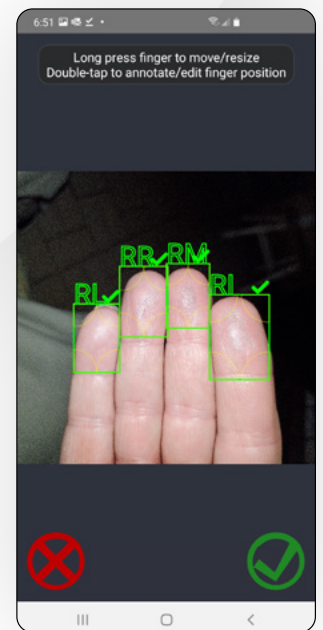 6:51
Long press finger to move/resize
Double-tap to annotate/edit finger position
RL RR RM RI